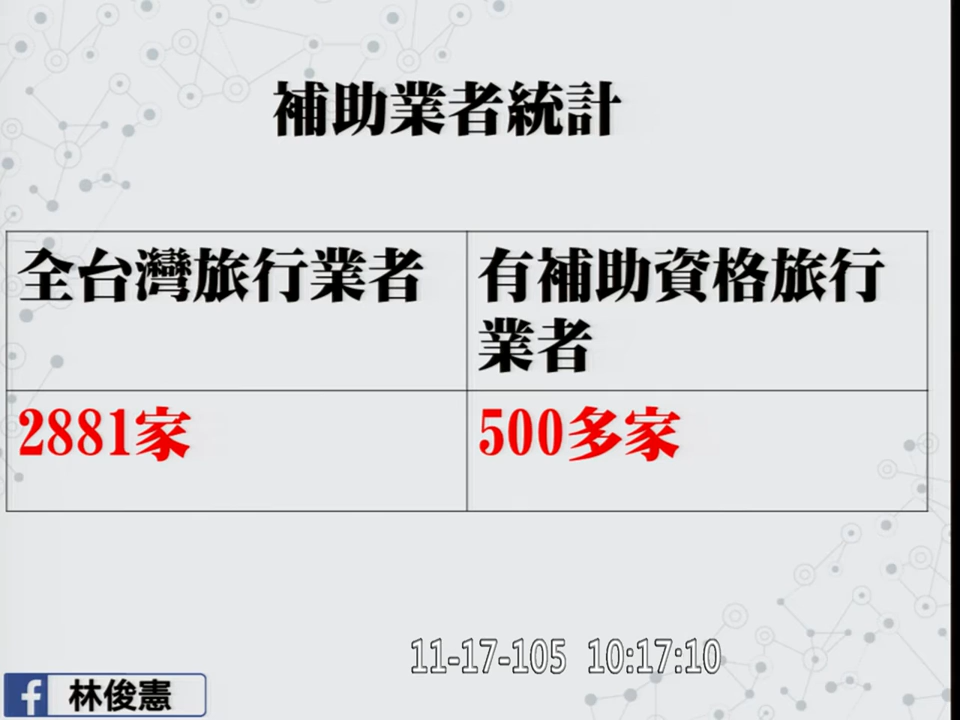 補助業者統計
全台灣旅行業者
有補助資格旅行
業者
2881家
500多家
11-17-105 10:17:10
f 林俊憲